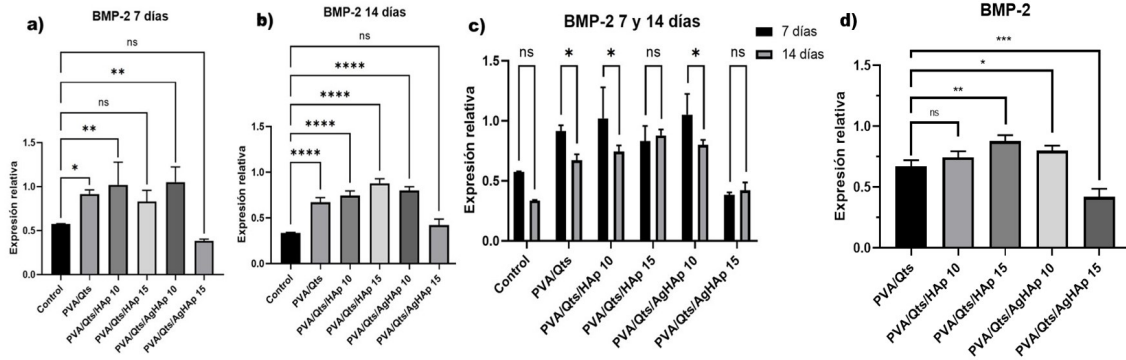 a)
BMP-2 7 días
ns
**
ns
**
*
Expresión relativa
1.5
1.0
0.5
0.0
Control
PVA/Qts
PVA/Qts/HAp 10
PVA/Qts/HAp 15
PVA/Qts/AgHAp 10
PVA/Qts/AgHAp 15
b)
BMP-2 14 días
ns
****
****
****
****
Expresión relativa
1.5
1.0
0.5
0.0
Control
PVA/Qts
PVA/Qts/HAp 10
PVA/Qts/HAp 15
PVA/Qts/AgHAp 10
PVA/Qts/AgHAp 15
c)
BMP-2 7 y 14 días
7 días
14 días
ns * * ns * ns
Expresión relativa
1.5
1.0
0.5
0.0
Control
PVA/Qts
PVA/Qts/HAp 10
PVA/Qts/HAp 15
PVA/Qts/AgHAp 10
PVA/Qts/AgHAp 15
d)
BMP-2
***
*
**
ns
Expresión relativa
1.5
1.0
0.5
0.0
PVA/Qts
PVA/Qts/HAp 10
PVA/Qts/HAp 15
PVA/Qts/AgHAp 10
PVA/Qts/AgHAp 15